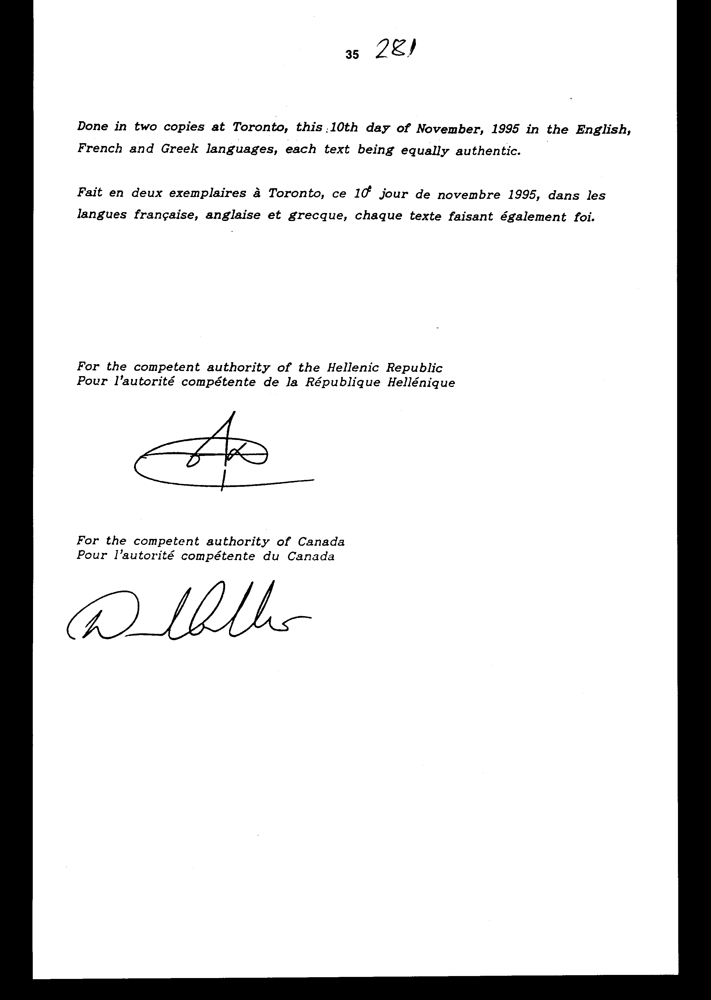 35 281
Done in two copies at Toronto, this 10th day of November, 1995 in the English,
French and Greek languages, each text being equally authentic.
Fait en deux exemplaires à Toronto, ce 10e jour de novembre 1995, dans les
langues française, anglaise et grecque, chaque texte faisant également foi.
For the competent authority of the Hellenic Republic
Pour l'autorité compétente de la République Hellénique
For the competent authority of Canada
Pour l'autorité compétente du Canada